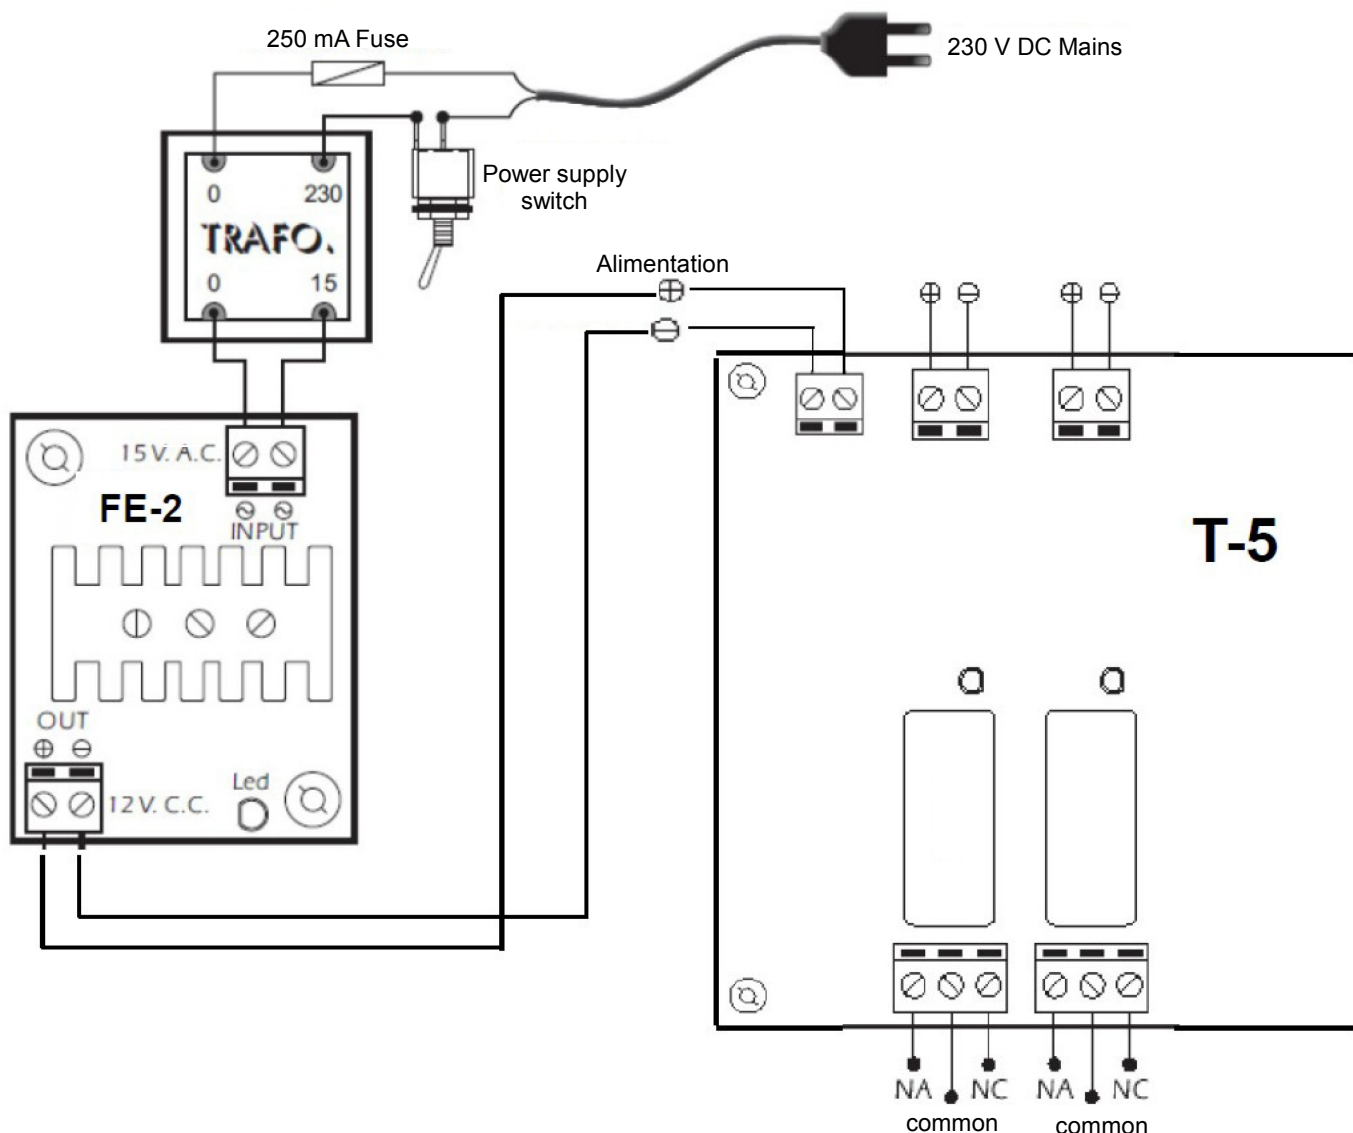 250 mA Fuse
230 V DC Mains
0 230
TRAFO.
0 15
Power supply
switch
Alimentation
15 V. A.C.
FE-2
INPUT
OUT
12 V. C.C.
Led
T-5
NA NC NA NC
common common